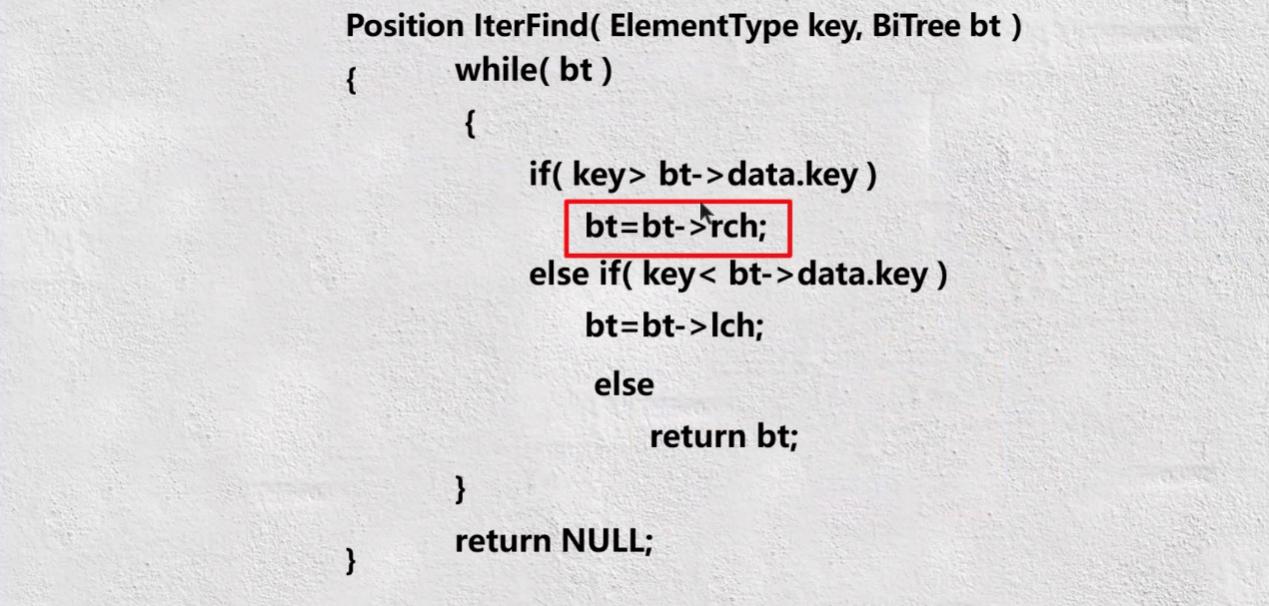 Position IterFind( ElementType key, BiTree bt )
{
while( bt )
{
if( key> bt->data.key )
bt=bt->rch;
else if( key< bt->data.key )
bt=bt->lch;
else
return bt;
}
return NULL;
}